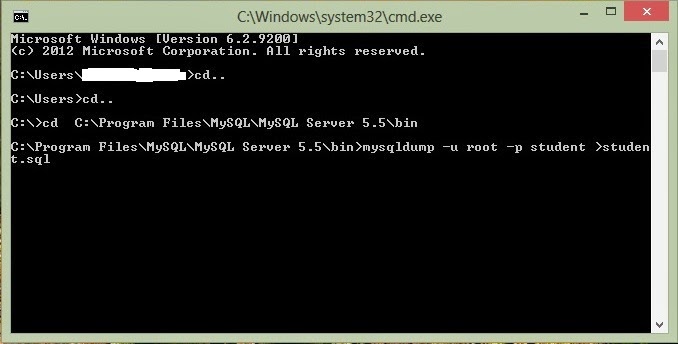 C:\Windows\system32\cmd.exe
Microsoft Windows [Version 6.2.9200]
(c) 2012 Microsoft Corporation. All rights reserved.
C:\Users\>cd..
C:\Users>cd..
C:\>cd  C:\Program Files\MySQL\MySQL Server 5.5\bin
C:\Program Files\MySQL\MySQL Server 5.5\bin>mysqldump -u root -p student >studen
t.sql